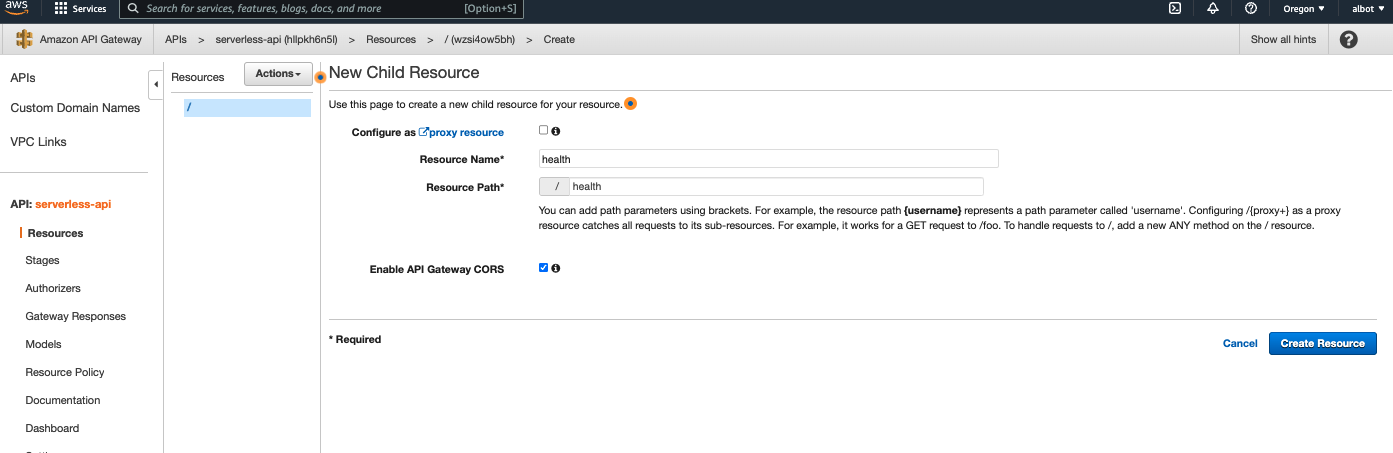 aws
Services
Search for services, features, blogs, docs, and more
[Option+S]
Oregon
albot
Amazon API Gateway
APIs > serverless-api (hllpkh6n5l) > Resources > / (wzsi4ow5bh) > Create
Show all hints
?
APIs
Custom Domain Names
VPC Links
API: serverless-api
Resources
Stages
Authorizers
Gateway Responses
Models
Resource Policy
Documentation
Dashboard
Resources
Actions
/
New Child Resource
Use this page to create a new child resource for your resource.
Configure as proxy resource
Resource Name*
health
Resource Path*
/ health
You can add path parameters using brackets. For example, the resource path {username} represents a path parameter called 'username'. Configuring /{proxy+} as a proxy
resource catches all requests to its sub-resources. For example, it works for a GET request to /foo. To handle requests to /, add a new ANY method on the / resource.
Enable API Gateway CORS
* Required
Cancel
Create Resource